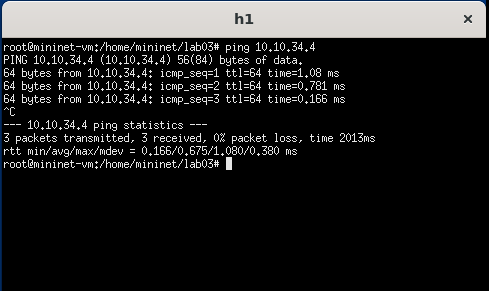 h1
×
root@mininet-vm:/home/mininet/lab03# ping 10.10.34.4
PING 10.10.34.4 (10.10.34.4) 56(84) bytes of data.
64 bytes from 10.10.34.4: icmp_seq=1 ttl=64 time=1.08 ms
64 bytes from 10.10.34.4: icmp_seq=2 ttl=64 time=0.781 ms
64 bytes from 10.10.34.4: icmp_seq=3 ttl=64 time=0.166 ms
^C
--- 10.10.34.4 ping statistics ---
3 packets transmitted, 3 received, 0% packet loss, time 2013ms
rtt min/avg/max/mdev = 0.166/0.675/1.080/0.380 ms
root@mininet-vm:/home/mininet/lab03#